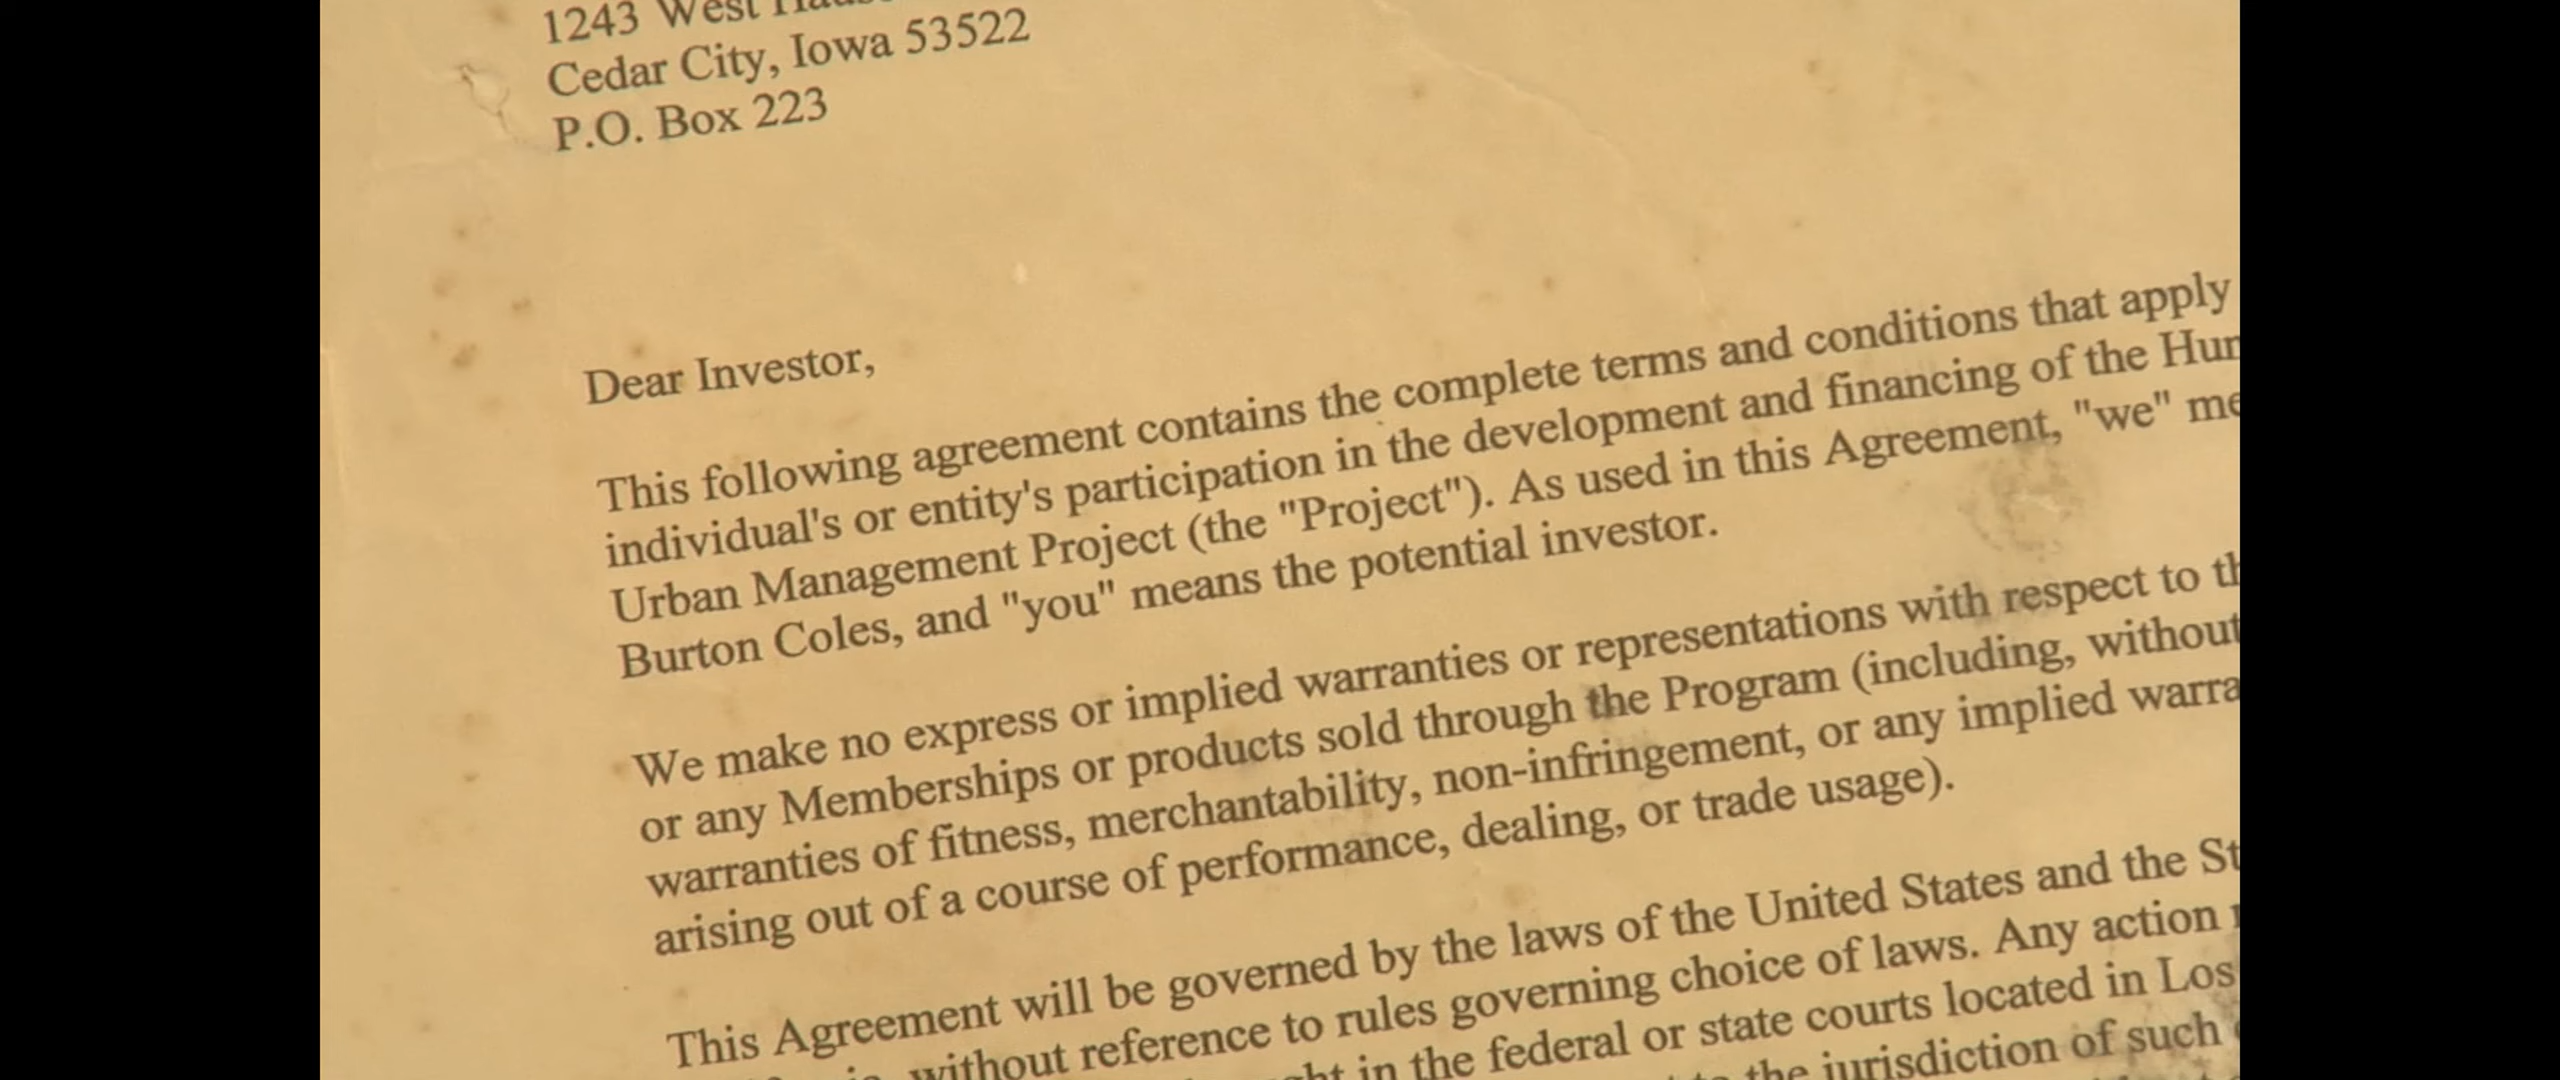 1243 West
Cedar City, Iowa 53522
P.O. Box 223
Dear Investor,
This following agreement contains the complete terms and conditions that apply
individual's or entity's participation in the development and financing of the Hur
Urban Management Project (the "Project"). As used in this Agreement, "we" me
Burton Coles, and "you" means the potential investor.
We make no express or implied warranties or representations with respect to th
or any Memberships or products sold through the Program (including, without
warranties of fitness, merchantability, non-infringement, or any implied warra
arising out of a course of performance, dealing, or trade usage).
This Agreement will be governed by the laws of the United States and the St
without reference to rules governing choice of laws. Any action
in the federal or state courts located in Los
the jurisdiction of such